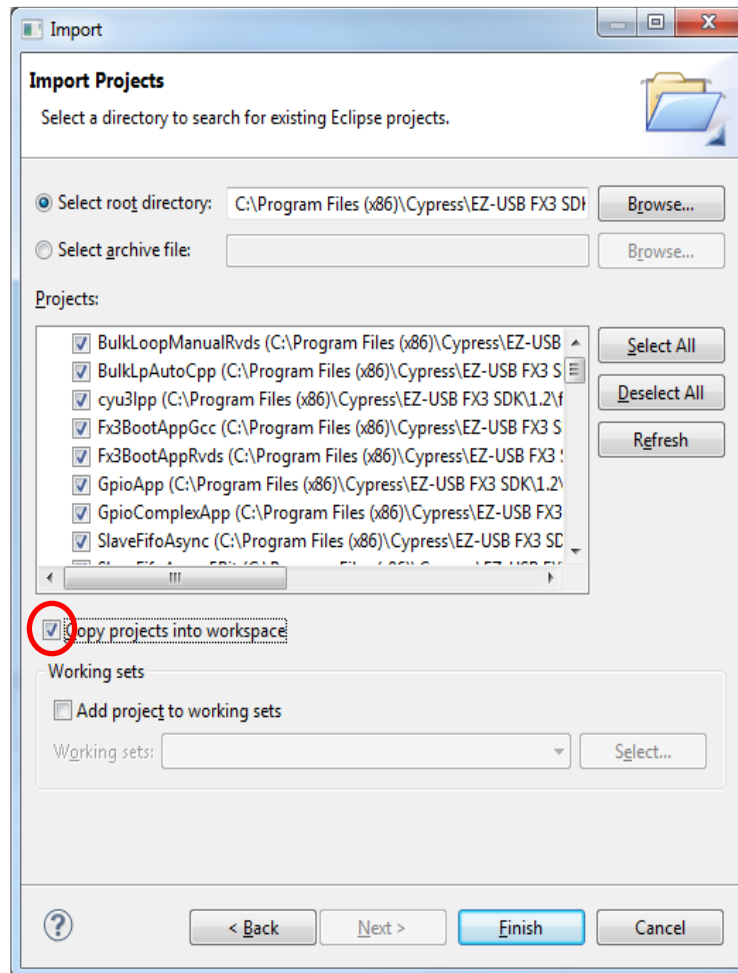 Import
Import Projects
Select a directory to search for existing Eclipse projects.
Select root directory: C:\Program Files (x86)\Cypress\EZ-USB FX3 SDK Browse...
Select archive file: Browse...
Projects:
BulkLoopManualRvds (C:\Program Files (x86)\Cypress\EZ-USB Select All
BulkLpAutoCpp (C:\Program Files (x86)\Cypress\EZ-USB FX3 S
cyu3lpp (C:\Program Files (x86)\Cypress\EZ-USB FX3 SDK\1.2\f Deselect All
Fx3BootAppGcc (C:\Program Files (x86)\Cypress\EZ-USB FX3 S Refresh
Fx3BootAppRvds (C:\Program Files (x86)\Cypress\EZ-USB FX3
GpioApp (C:\Program Files (x86)\Cypress\EZ-USB FX3 SDK\1.2\
GpioComplexApp (C:\Program Files (x86)\Cypress\EZ-USB FX3
SlaveFifoAsync (C:\Program Files (x86)\Cypress\EZ-USB FX3 SD
Copy projects into workspace
Working sets
Add project to working sets
Working sets: Select...
? < Back Next > Finish Cancel